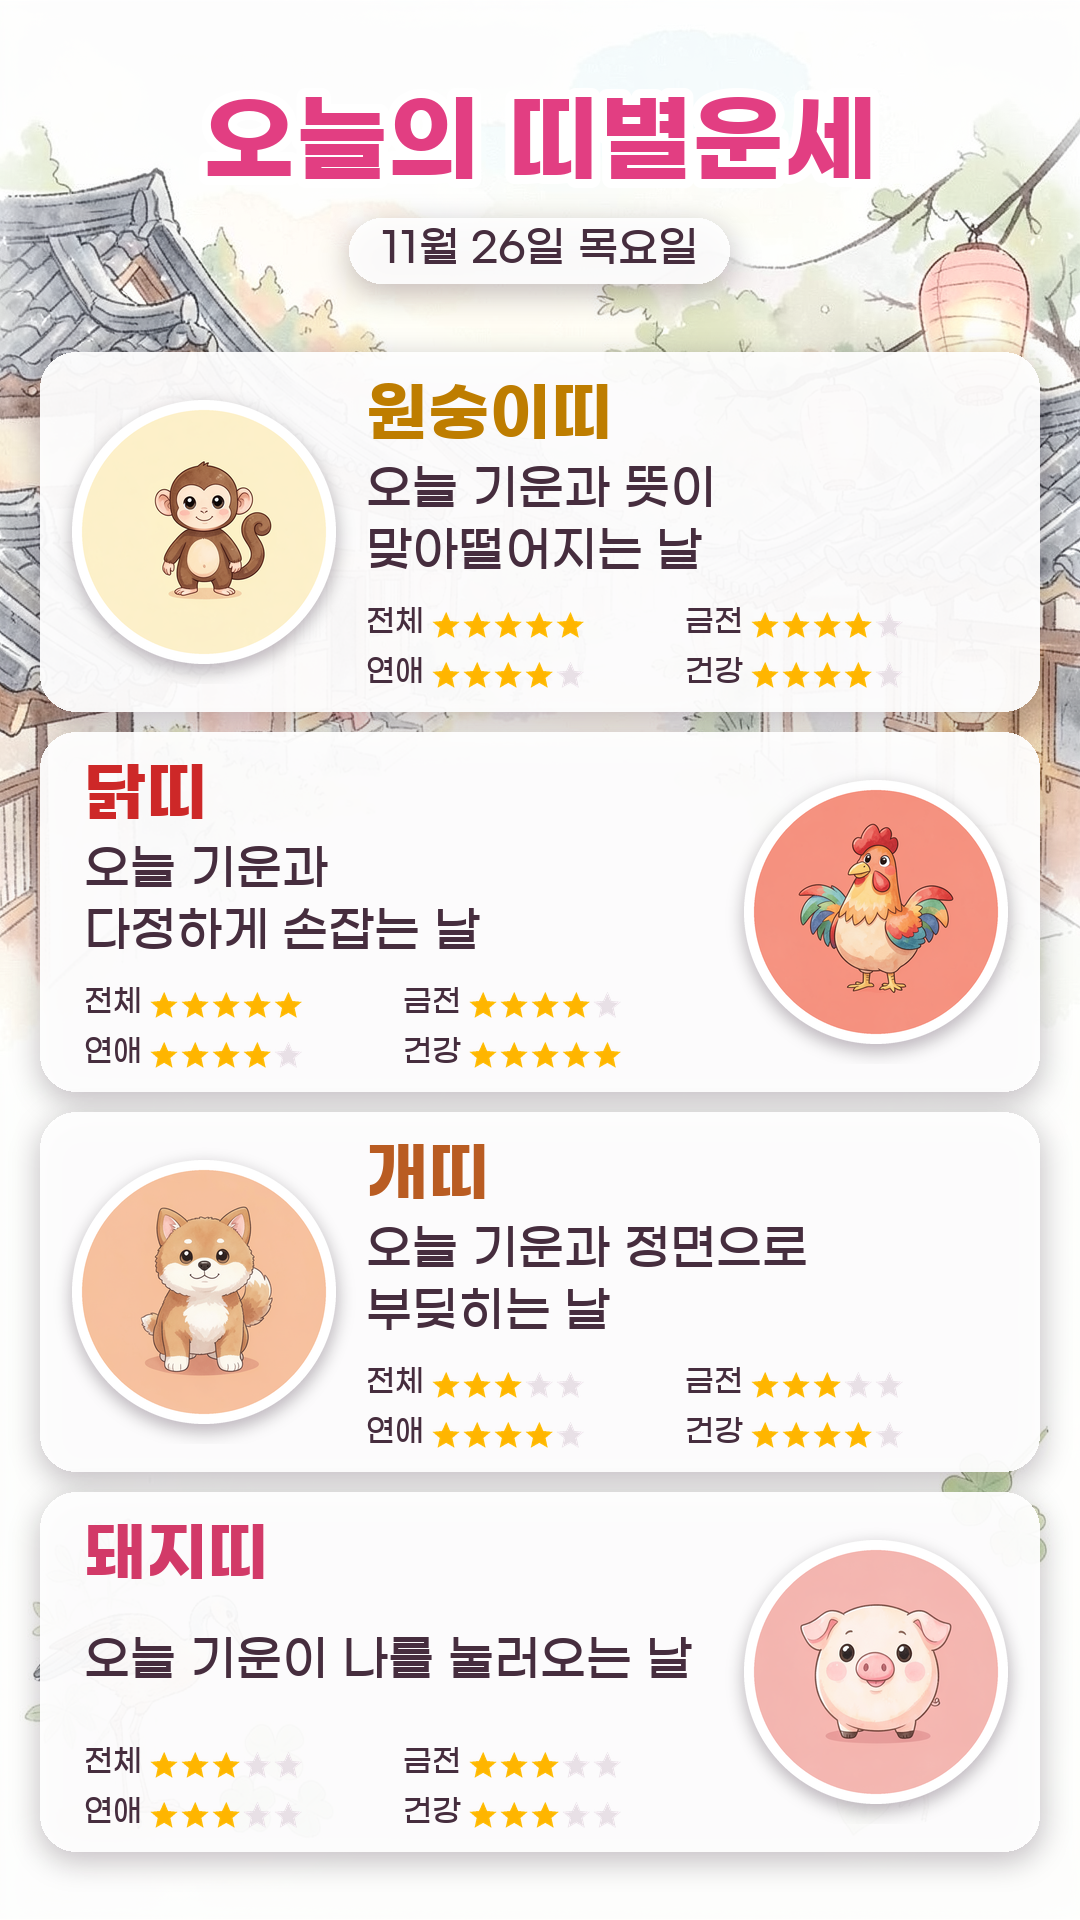 오늘의 띠별운세
11월 26일 목요일
원숭이띠
오늘 기운과 뜻이
맞아떨어지는 날
전체 ★★★★★ 금전 ★★★★★
연애 ★★★★★ 건강 ★★★★★
닭띠
오늘 기운과
다정하게 손잡는 날
전체 ★★★★★ 금전 ★★★★★
연애 ★★★★★ 건강 ★★★★★
개띠
오늘 기운과 정면으로
부딪히는 날
전체 ★★★★★ 금전 ★★★★★
연애 ★★★★★ 건강 ★★★★★
돼지띠
오늘 기운이 나를 눌러오는 날
전체 ★★★★★ 금전 ★★★★★
연애 ★★★★★ 건강 ★★★★★